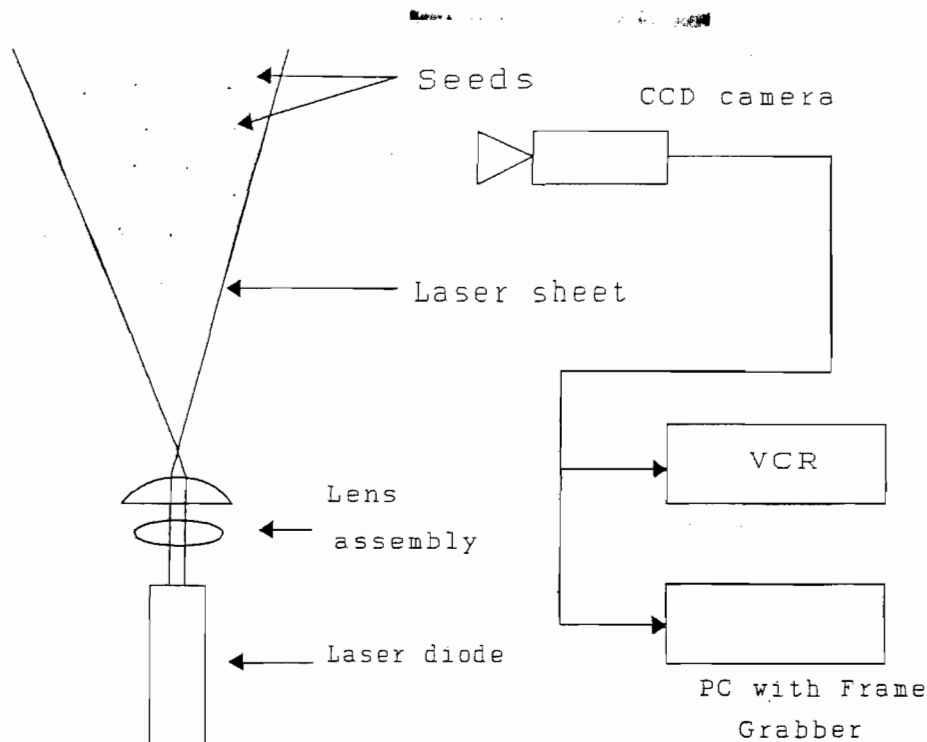 Seeds
CCD camera
Laser sheet
VCR
Lens
assembly
Laser diode
PC with Frame
Grabber